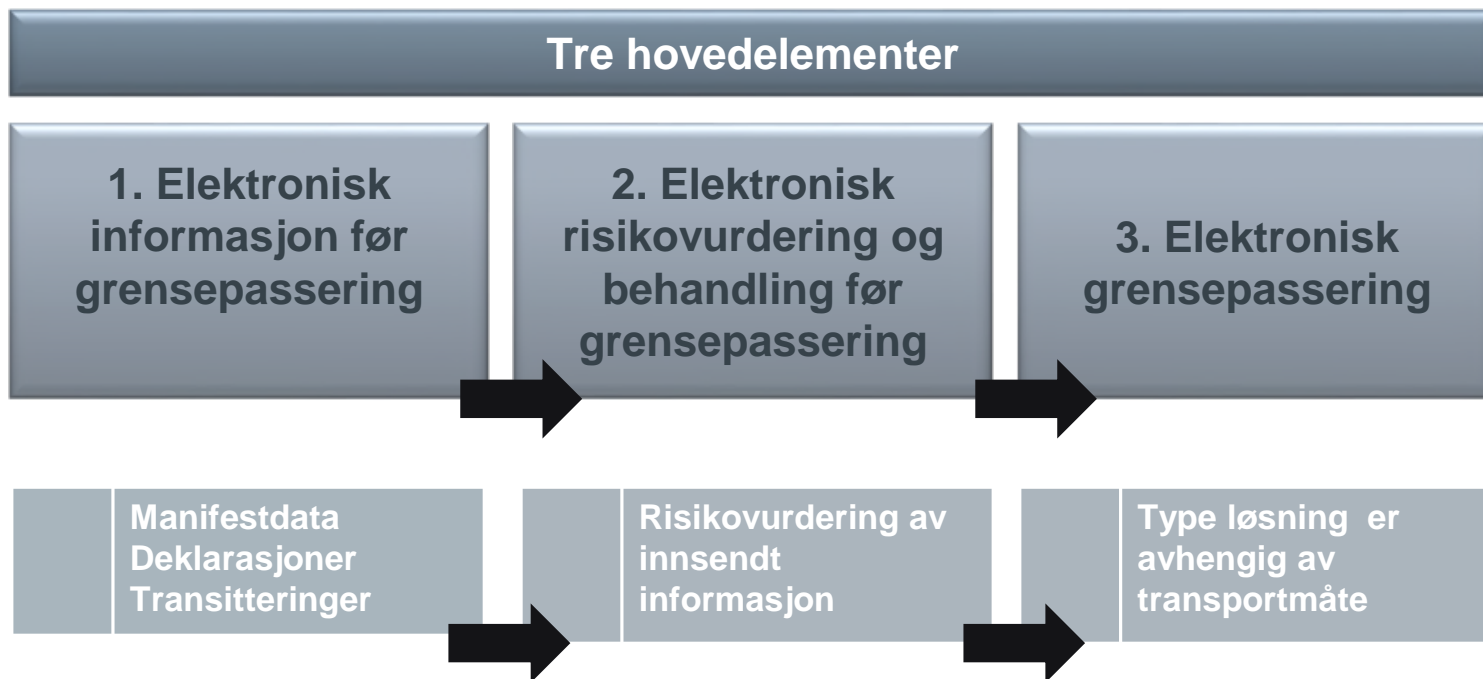 Tre hovedelementer
1. Elektronisk
informasjon før
grensepassering
2. Elektronisk
risikovurdering og
behandling før
grensepassering
3. Elektronisk
grensepassering
Manifestdata
Deklarasjoner
Transitteringer
Risikovurdering av
innsendt
informasjon
Type løsning er
avhengig av
transportmåte